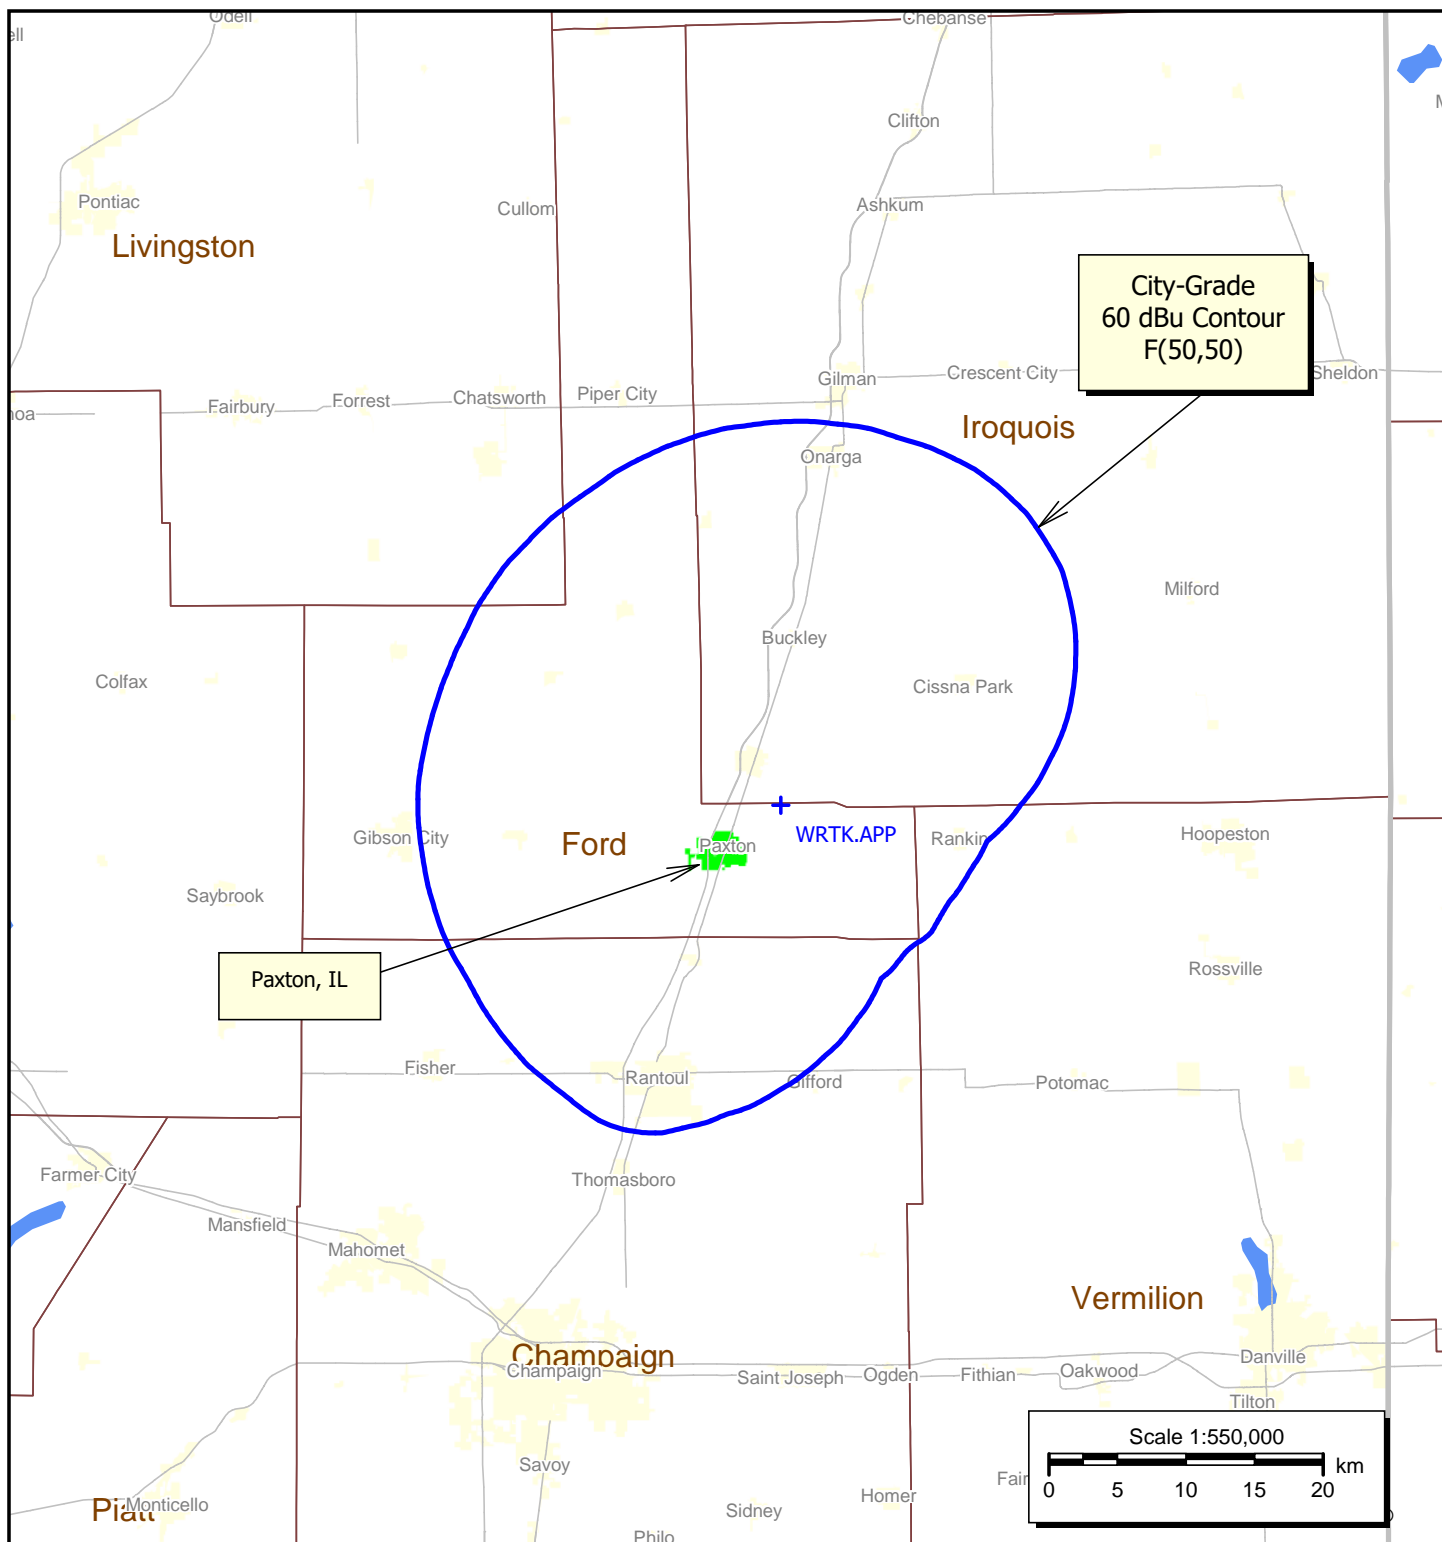 Odell
Chebanse
ell
M
Clifton
Pontiac
Cullom
Ashkum
Livingston
City-Grade
60 dBu Contour
F(50,50)
Gilman
Crescent City
Sheldon
noa
Fairbury
Forrest
Chatsworth
Piper City
Iroquois
Onarga
Milford
Buckley
Colfax
Cissna Park
Gibson City
Ford
Paxton
WRTK.APP
Rankin
Hoopeston
Saybrook
Paxton, IL
Rossville
Fisher
Rantoul
Gifford
Potomac
Farmer City
Thomasboro
Mansfield
Mahomet
Vermilion
Champaign
Champaign
Saint Joseph
Ogden
Fithian
Oakwood
Danville
Tilton
Scale 1:550,000
km
0 5 10 15 20
Savoy
Fair
Homer
Piatt
Monticello
Sidney
Philo